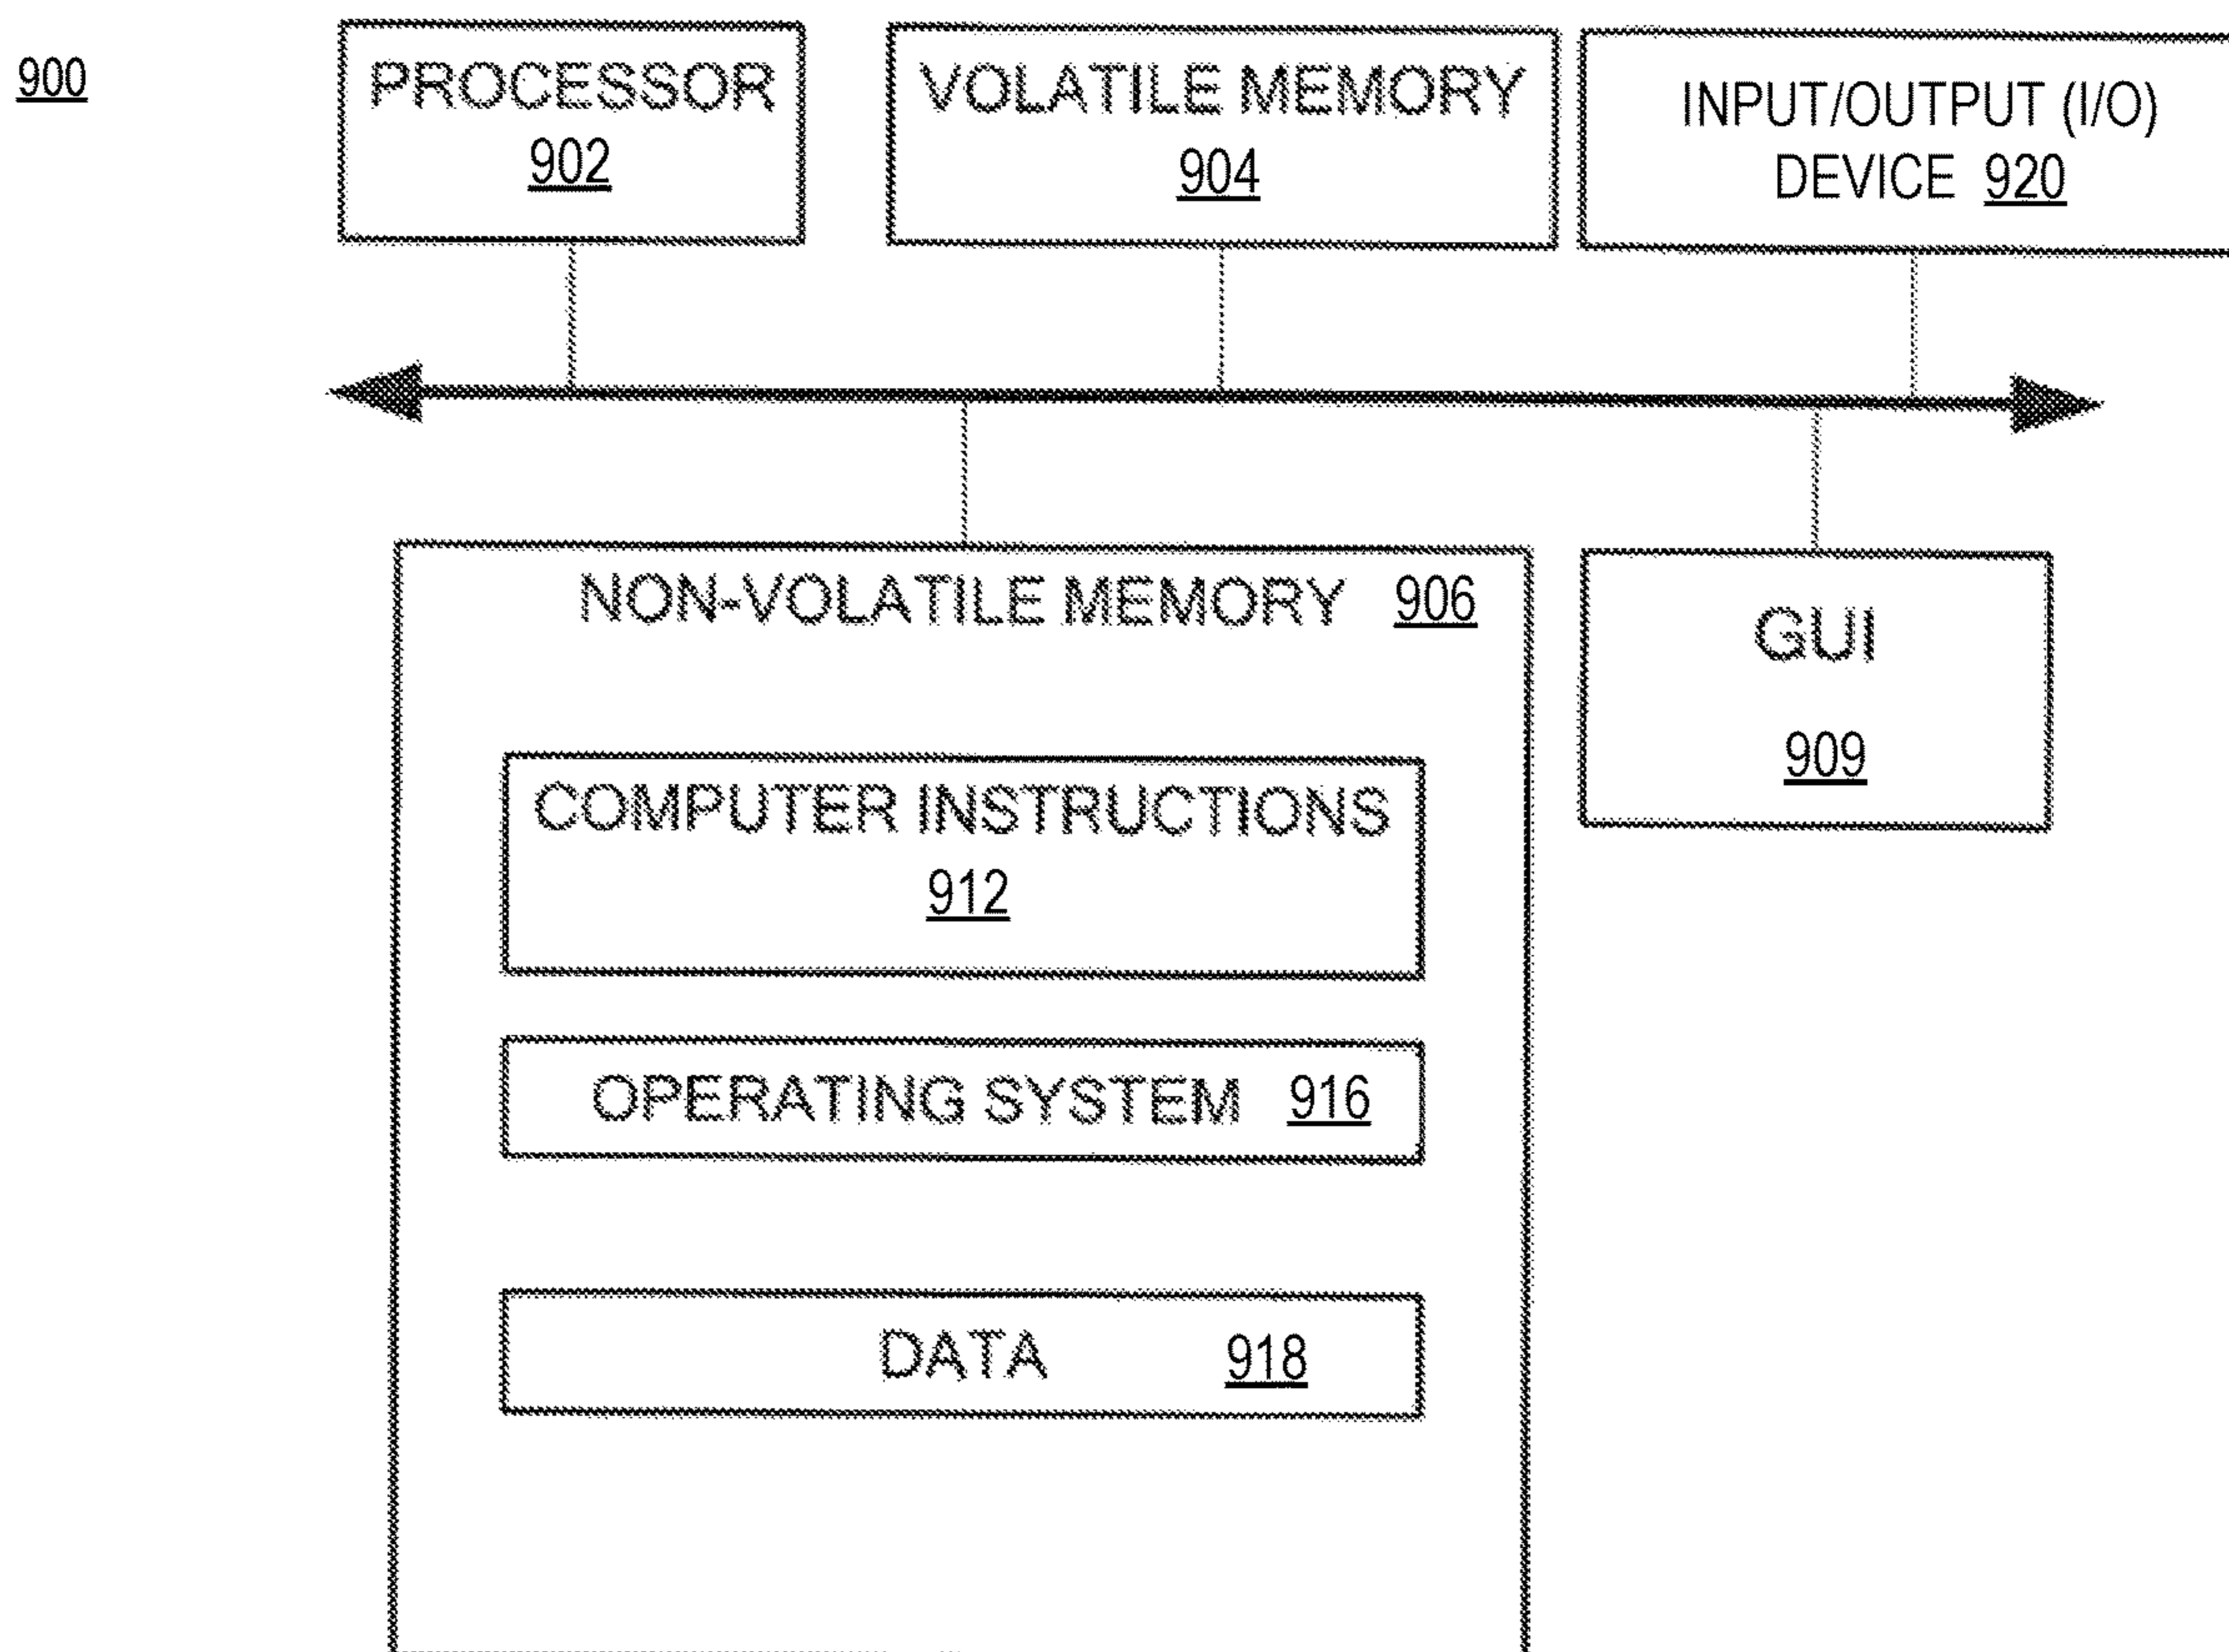 900
PROCESSOR
902
VOLATILE MEMORY
904
INPUT/OUTPUT (I/O)
DEVICE 920
NON-VOLATILE MEMORY 906
GUI
909
COMPUTER INSTRUCTIONS
912
OPERATING SYSTEM 916
DATA 918